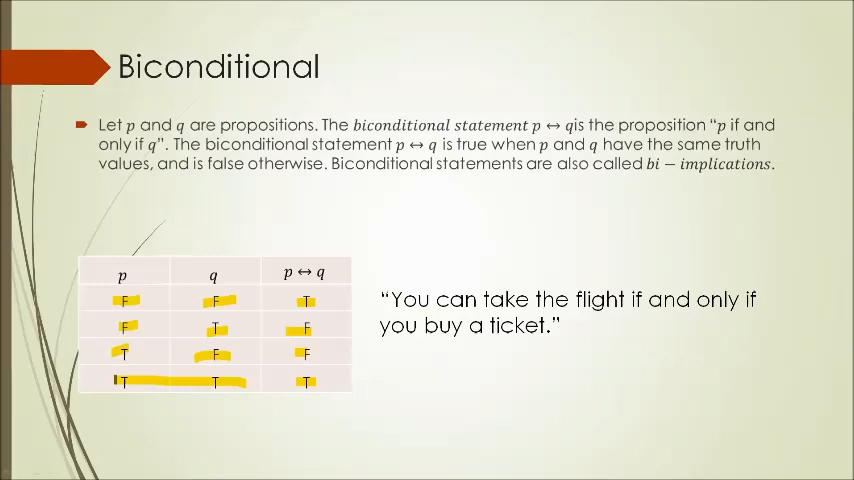 Biconditional
Let p and q are propositions. The biconditional statement p ↔ q is the proposition “p if and
only if q”. The biconditional statement p ↔ q is true when p and q have the same truth
values, and is false otherwise. Biconditional statements are also called bi − implications.
p q p ↔ q
F F T
F T F
T F F
T T T
“You can take the flight if and only if
you buy a ticket.”